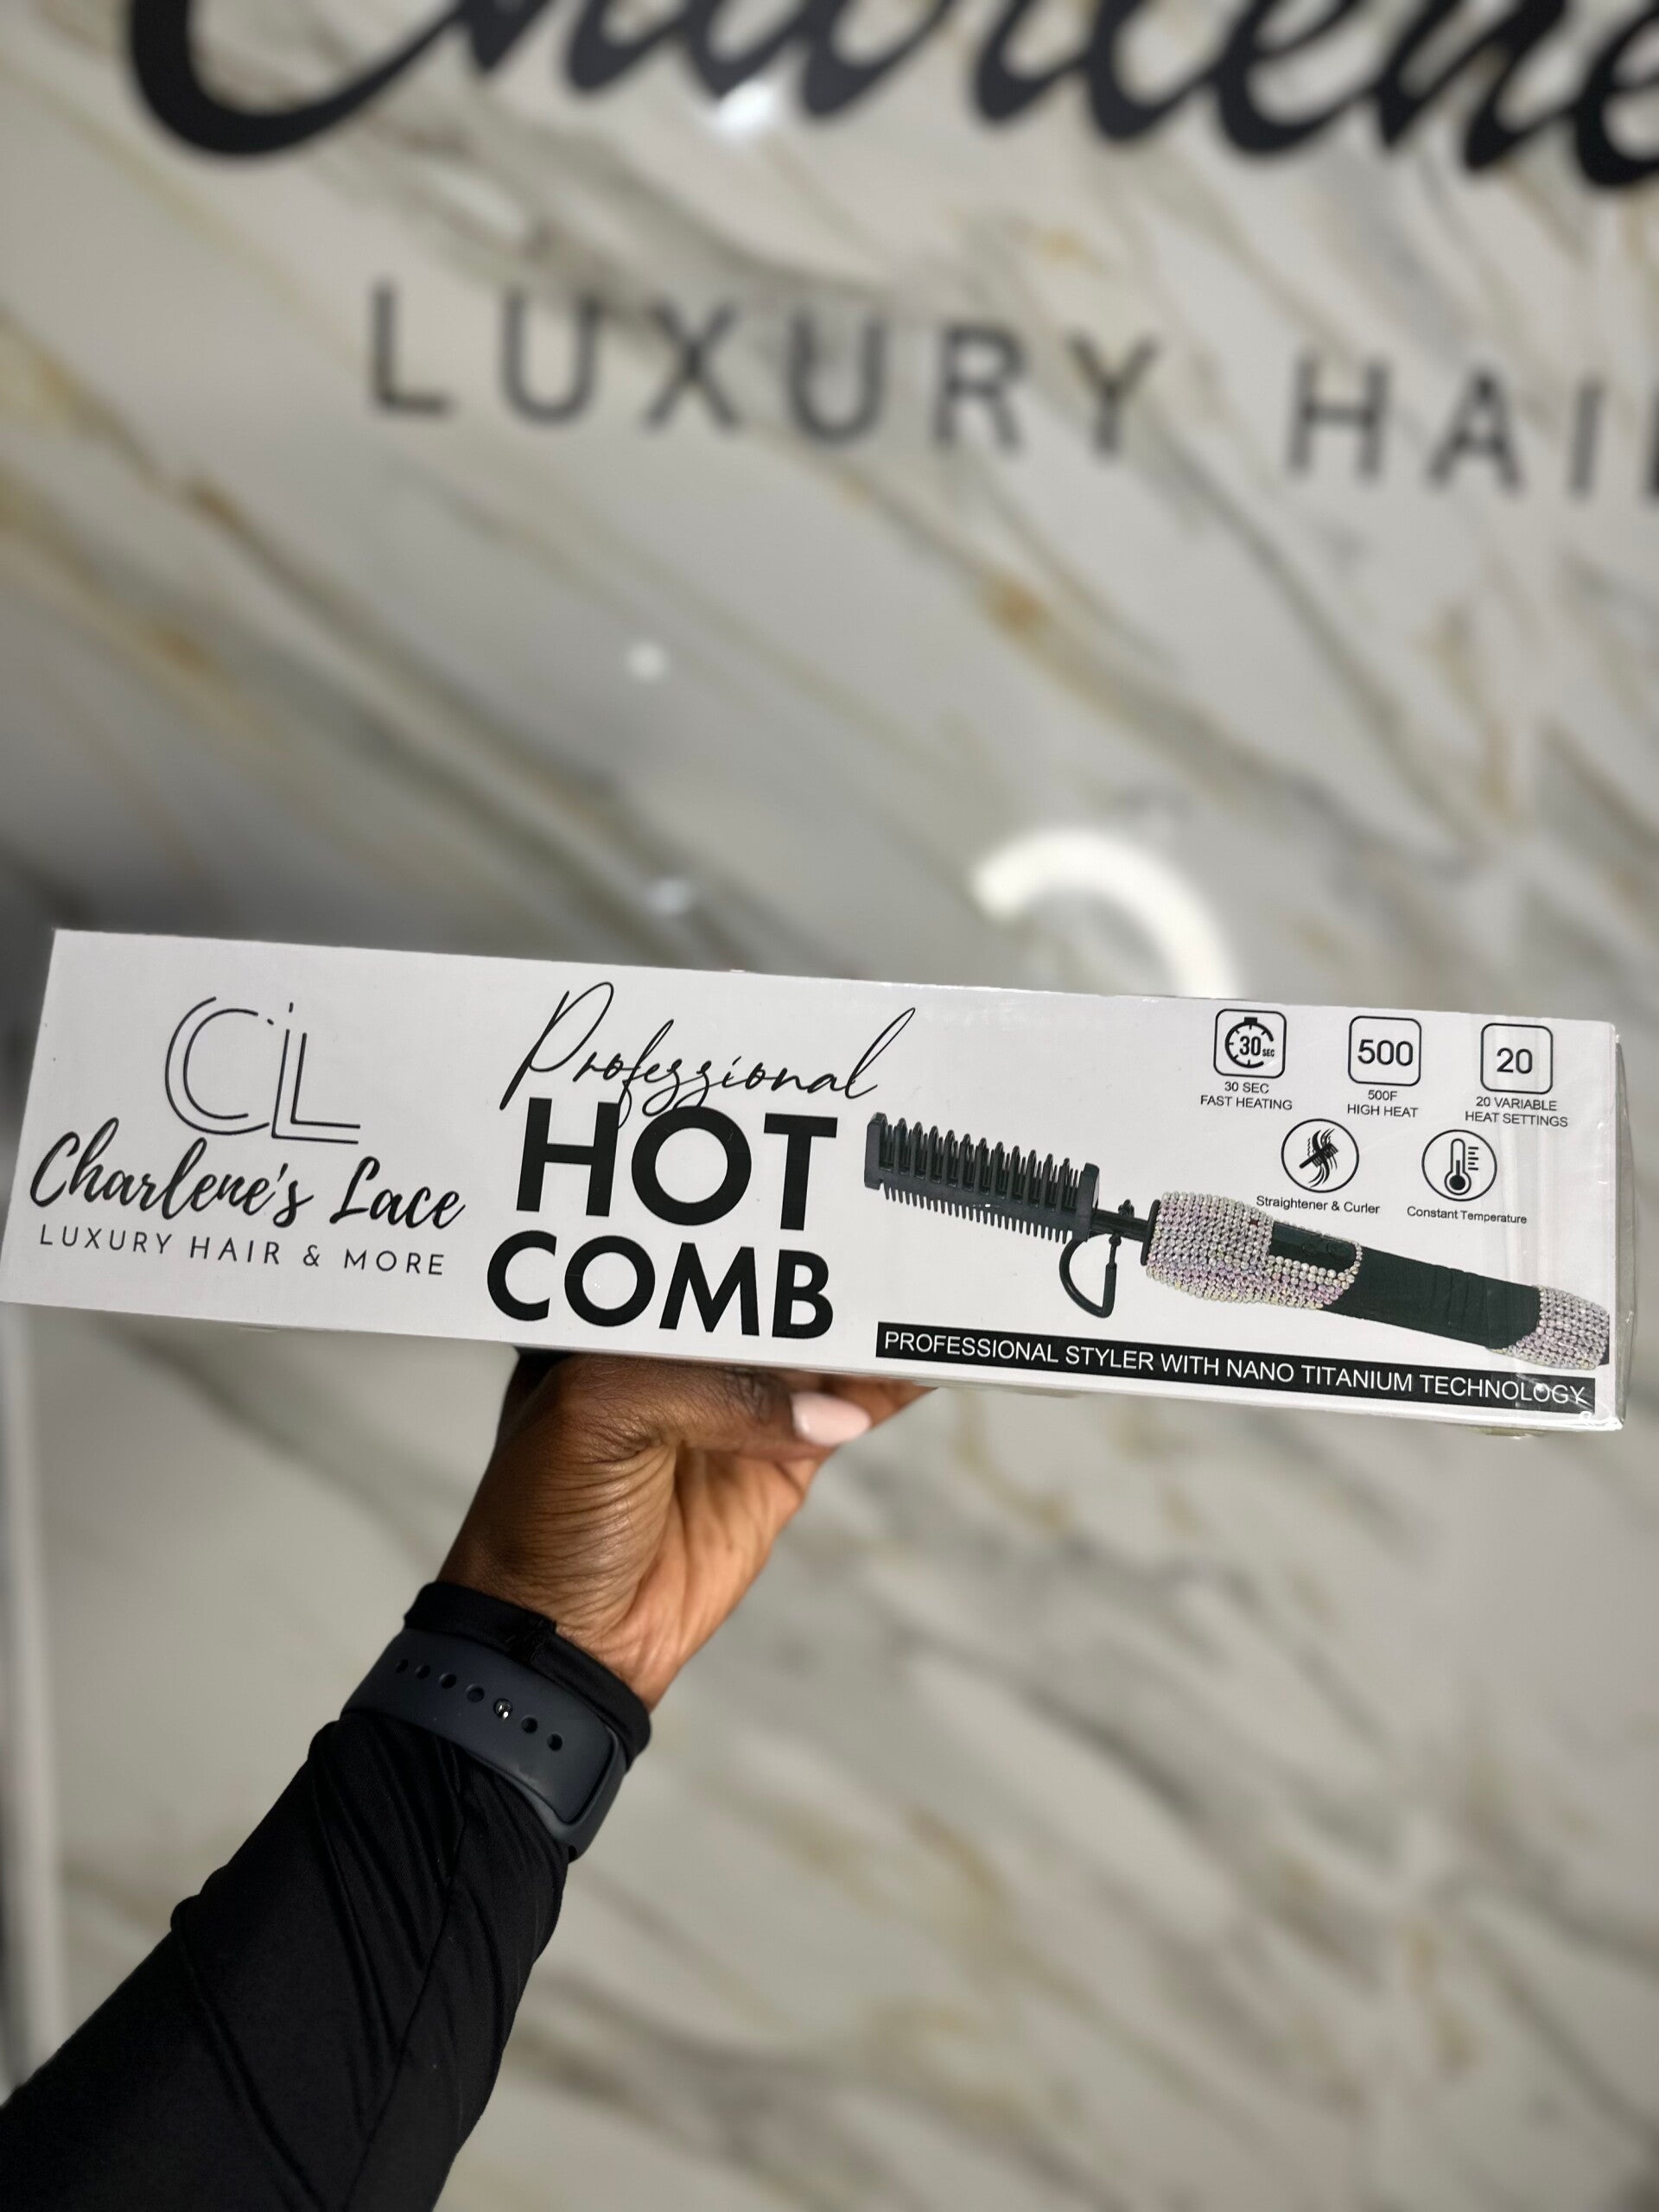 Charlene
LUXURY HAI
CL
Charlene's Lace
LUXURY HAIR & MORE
Professional
HOT
COMB
30 SEC
30 SEC
FAST HEATING
500
500F
HIGH HEAT
20
20 VARIABLE
HEAT SETTINGS
Straightener & Curler
Constant Temperature
PROFESSIONAL STYLER WITH NANO TITANIUM TECHNOLOGY